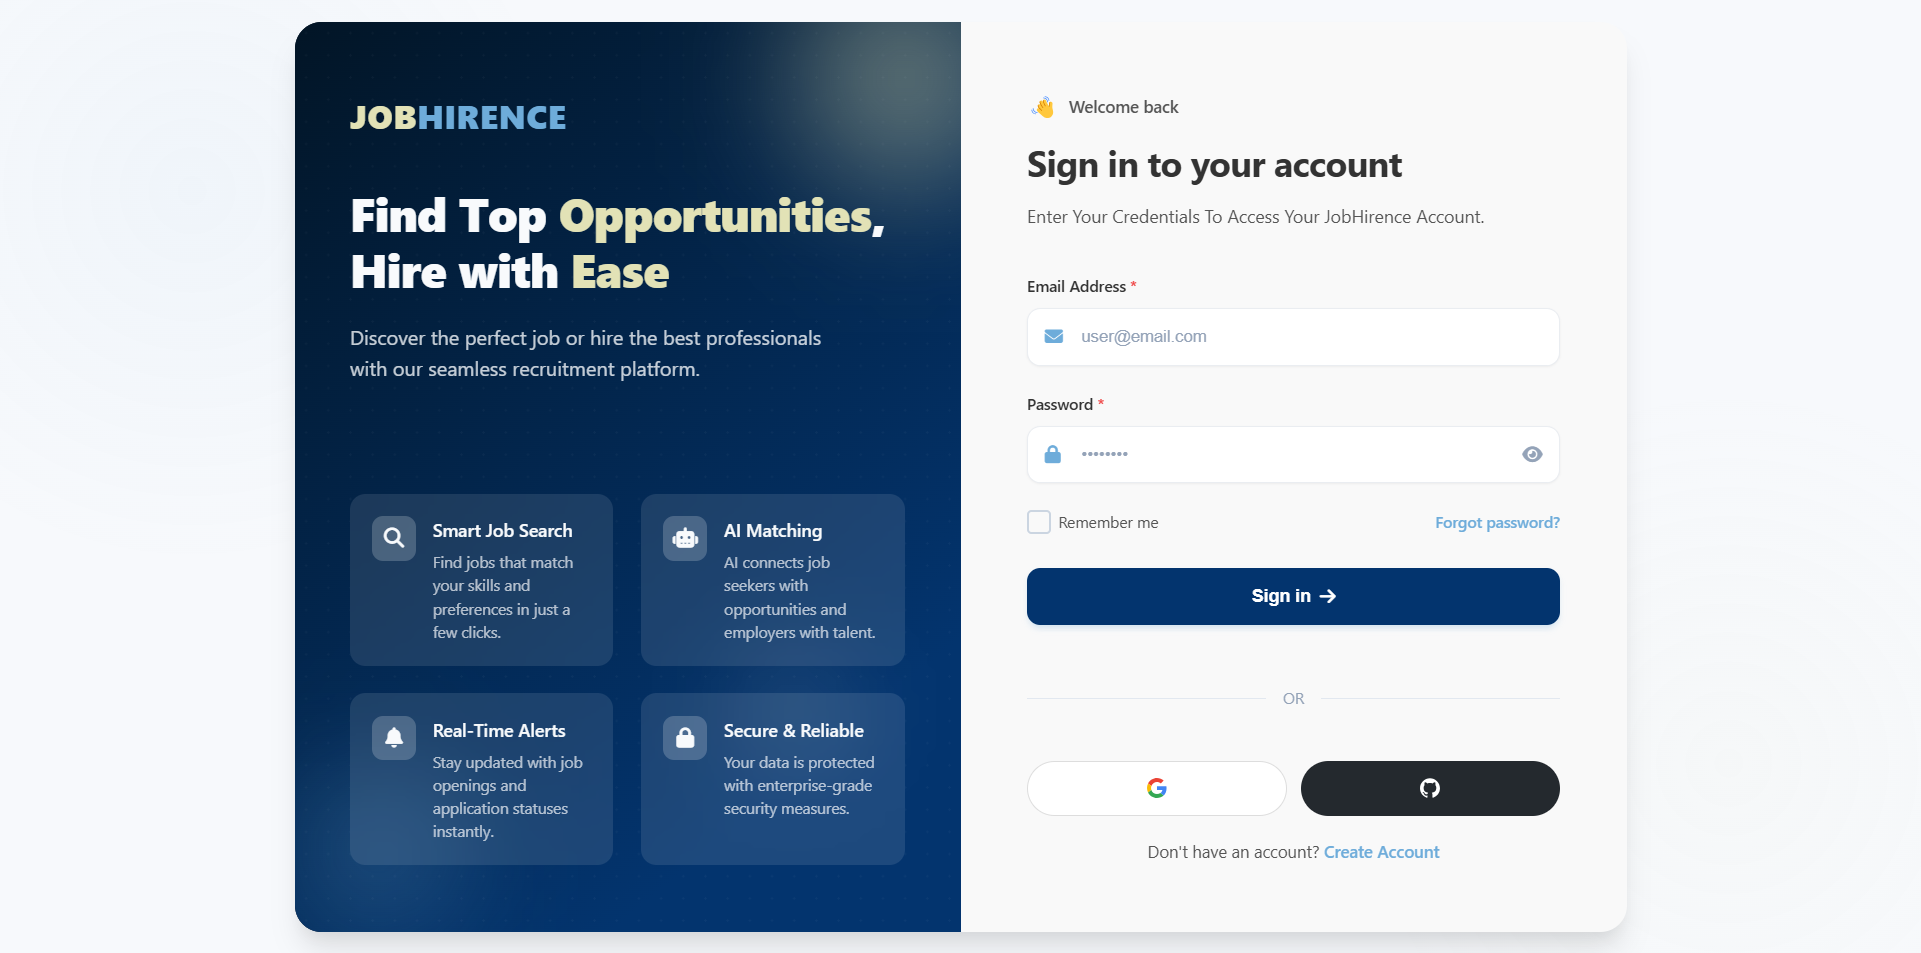 JOBHIRENCE
Find Top Opportunities,
Hire with Ease
Discover the perfect job or hire the best professionals
with our seamless recruitment platform.
Smart Job Search
Find jobs that match
your skills and
preferences in just a
few clicks.
AI Matching
AI connects job
seekers with
opportunities and
employers with talent.
Real-Time Alerts
Stay updated with job
openings and
application statuses
instantly.
Secure & Reliable
Your data is protected
with enterprise-grade
security measures.
Welcome back
Sign in to your account
Enter Your Credentials To Access Your JobHirence Account.
Email Address *
user@email.com
Password *
••••••••
Remember me
Forgot password?
Sign in →
OR
Don't have an account? Create Account